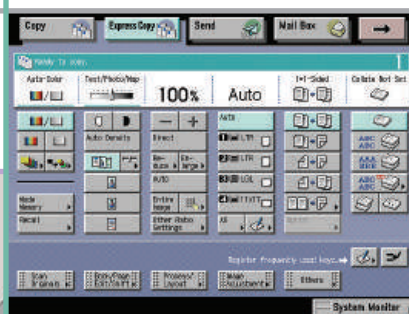 Copy Express Copy Send Mail Box
Ready to copy.
Auto-Color Text/Photo/Map 1▸1-Sided Collate Not Set
100% Auto
Auto
Auto Density Direct LTR
Re-duce En-large LTR
AUTO LGL
Mode Memory Entire Image 11x17
Recall Other Ratio Settings
Register frequently used keys.
Scan Book/Page Process/ Image Others
Originals Edit/Shift Layout Adjustments
System Monitor